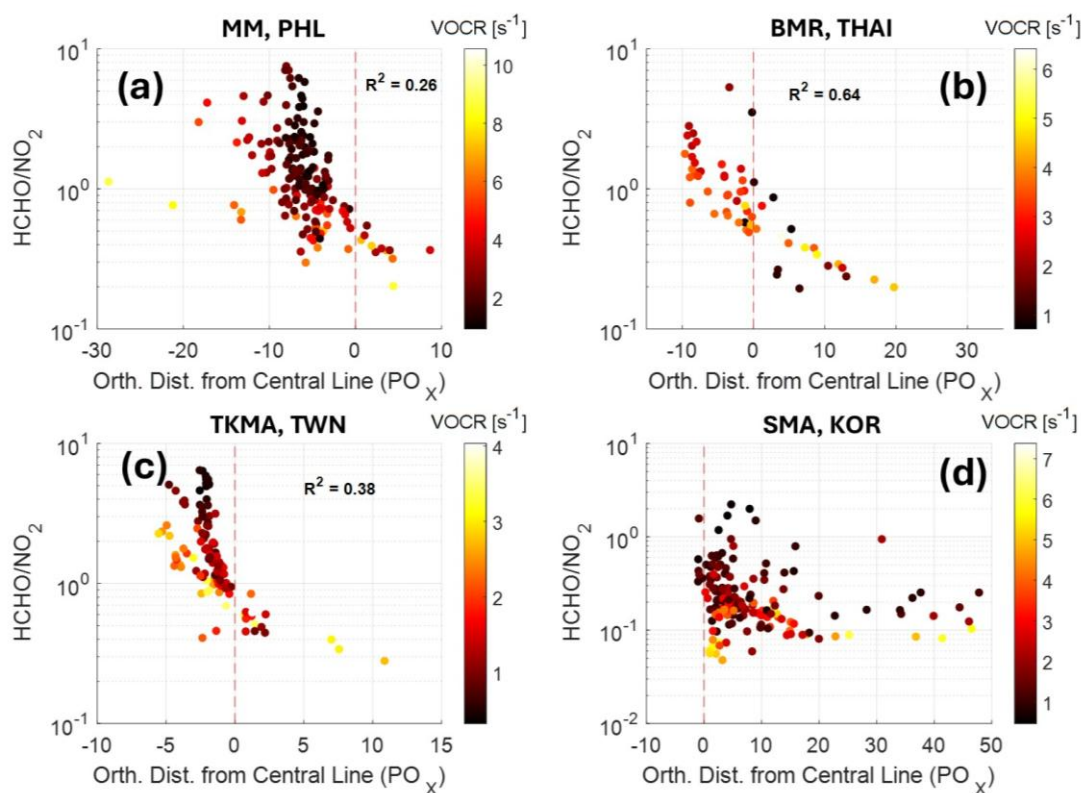 MM, PHL
VOCR [s⁻¹]
(a)
R² = 0.26
HCHO/NO₂
10¹
10⁰
10⁻¹
-30 -20 -10 0 10
Orth. Dist. from Central Line (PO X)
10
8
6
4
2
BMR, THAI
VOCR [s⁻¹]
(b)
R² = 0.64
HCHO/NO₂
10¹
10⁰
10⁻¹
-10 0 10 20 30
Orth. Dist. from Central Line (PO X)
6
5
4
3
2
1
TKMA, TWN
VOCR [s⁻¹]
(c)
R² = 0.38
HCHO/NO₂
10¹
10⁰
10⁻¹
-10 -5 0 5 10 15
Orth. Dist. from Central Line (PO X)
4
3
2
1
SMA, KOR
VOCR [s⁻¹]
(d)
HCHO/NO₂
10¹
10⁰
10⁻¹
10⁻²
0 10 20 30 40 50
Orth. Dist. from Central Line (PO X)
7
6
5
4
3
2
1